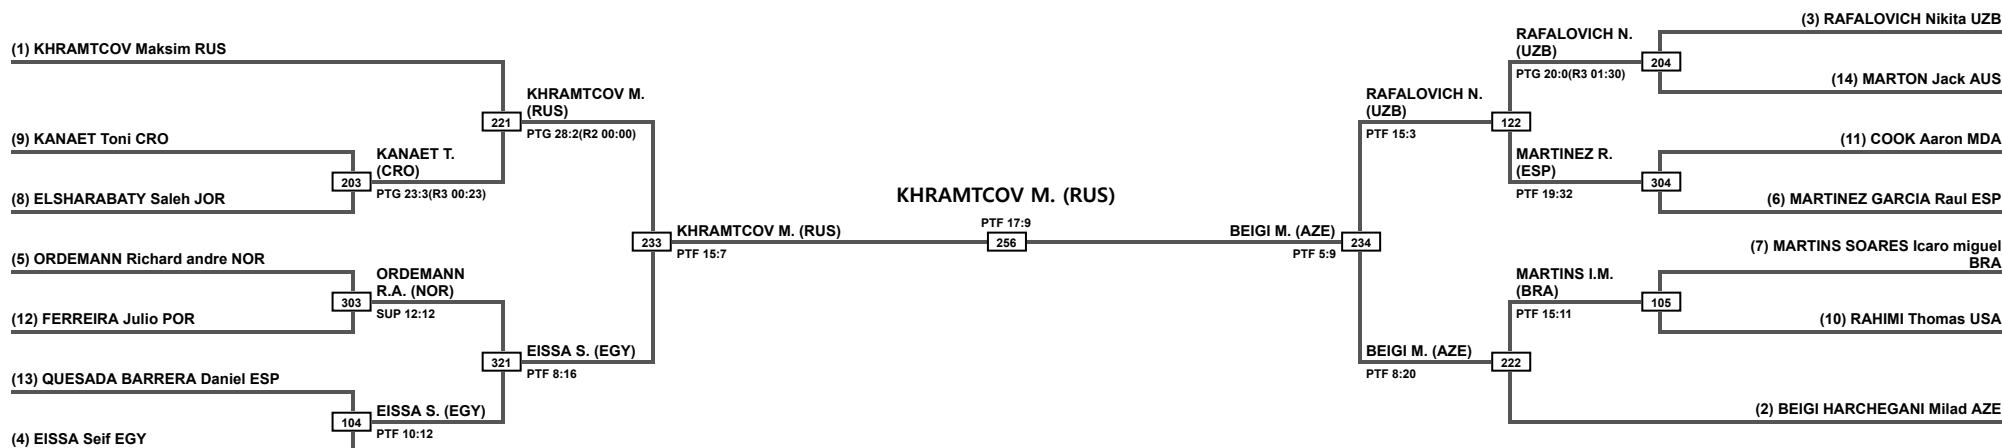 (1) KHRAMTCOV Maksim RUS
(9) KANAET Toni CRO
(8) ELSHARABATY Saleh JOR
(5) ORDEMANN Richard andre NOR
(12) FERREIRA Julio POR
(13) QUESADA BARRERA Daniel ESP
(4) EISSA Seif EGY
203
KANAET T.
(CRO)
PTG 23:3(R3 00:23)
303
ORDEMANN
R.A. (NOR)
SUP 12:12
104
EISSA S. (EGY)
PTF 10:12
221
KHRAMTCOV M.
(RUS)
PTG 28:2(R2 00:00)
321
EISSA S. (EGY)
PTF 8:16
233
KHRAMTCOV M. (RUS)
PTF 15:7
KHRAMTCOV M. (RUS)
PTF 17:9
256
BEIGI M. (AZE)
PTF 5:9
234
RAFALOVICH N.
(UZB)
PTF 15:3
122
BEIGI M. (AZE)
PTF 8:20
222
RAFALOVICH N.
(UZB)
PTG 20:0(R3 01:30)
204
MARTINEZ R.
(ESP)
PTF 19:32
304
MARTINS I.M.
(BRA)
PTF 15:11
105
(3) RAFALOVICH Nikita UZB
(14) MARTON Jack AUS
(11) COOK Aaron MDA
(6) MARTINEZ GARCIA Raul ESP
(7) MARTINS SOARES Icaro miguel
BRA
(10) RAHIMI Thomas USA
(2) BEIGI HARCHEGANI Milad AZE